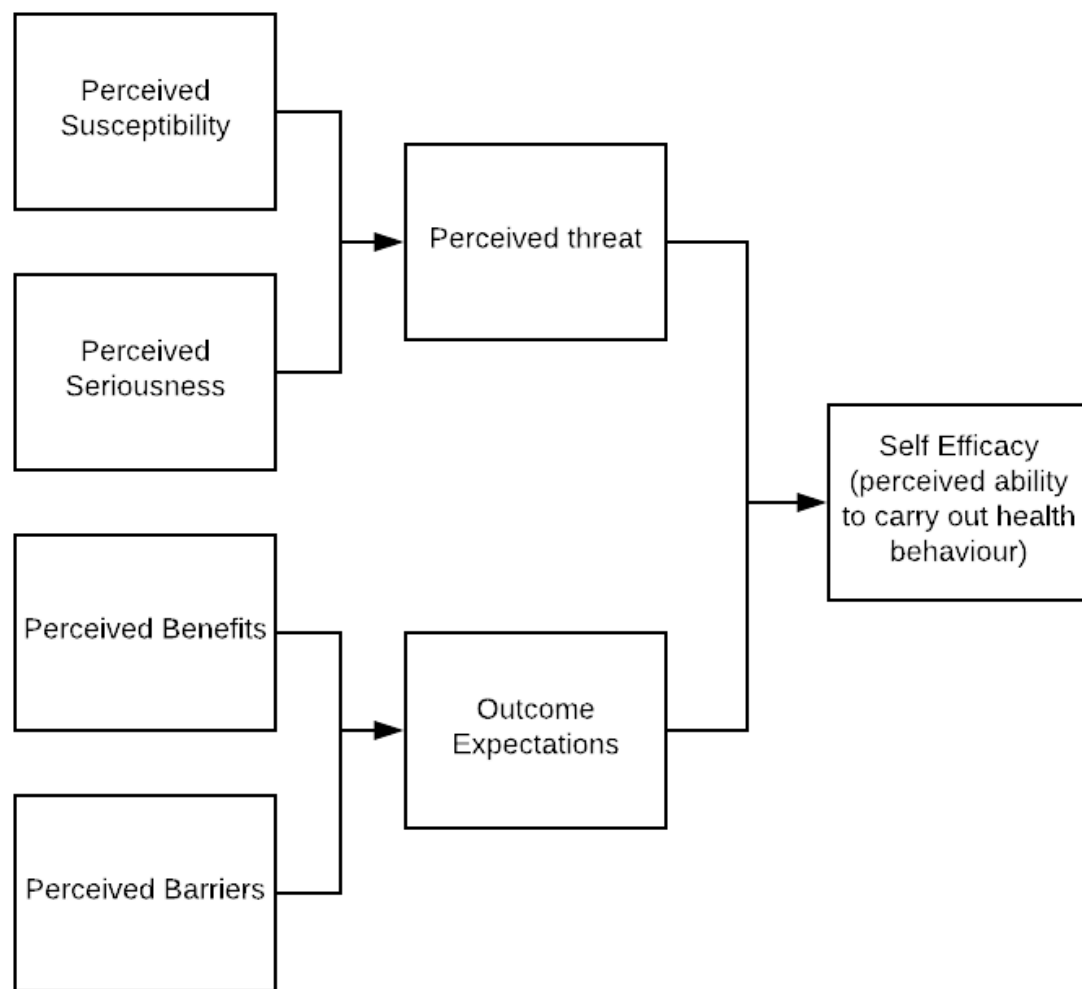 Perceived
Susceptibility
Perceived threat
Perceived
Seriousness
Self Efficacy
(perceived ability
to carry out health
behaviour)
Perceived Benefits
Outcome
Expectations
Perceived Barriers